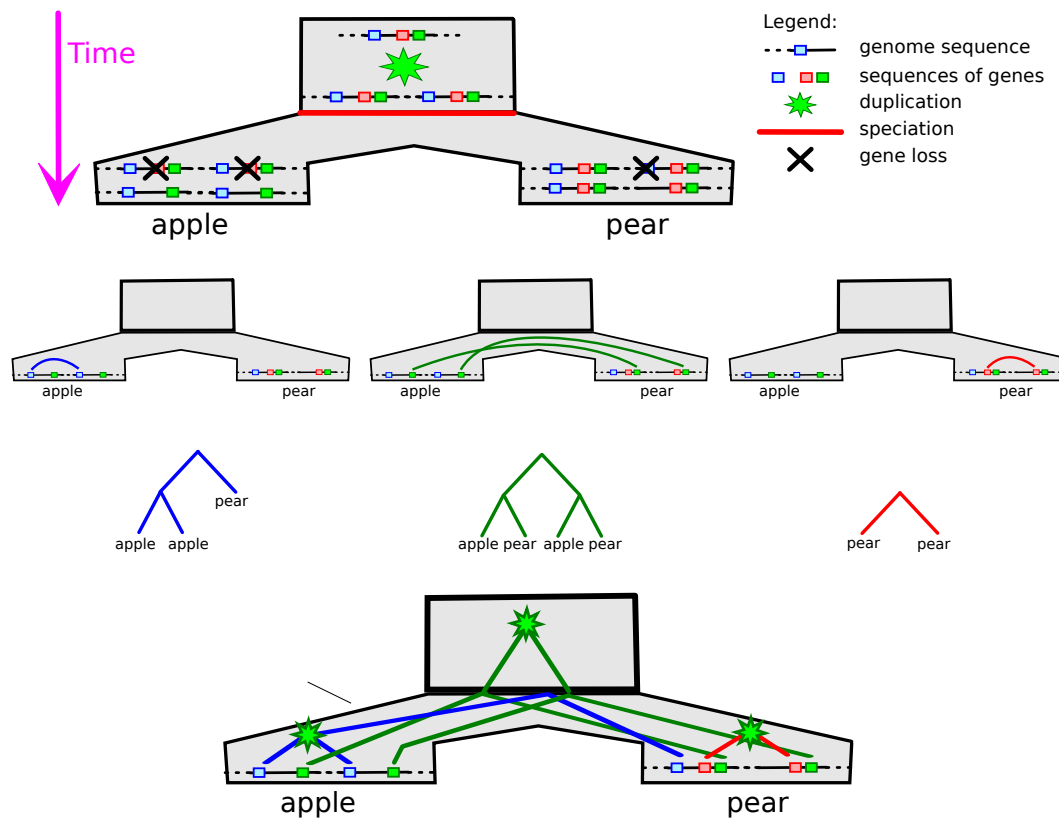 Legend:
Time
genome sequence
sequences of genes
duplication
speciation
gene loss
apple
pear
apple
pear
apple
pear
apple
pear
pear
apple apple
apple pear apple pear
pear pear
apple
pear